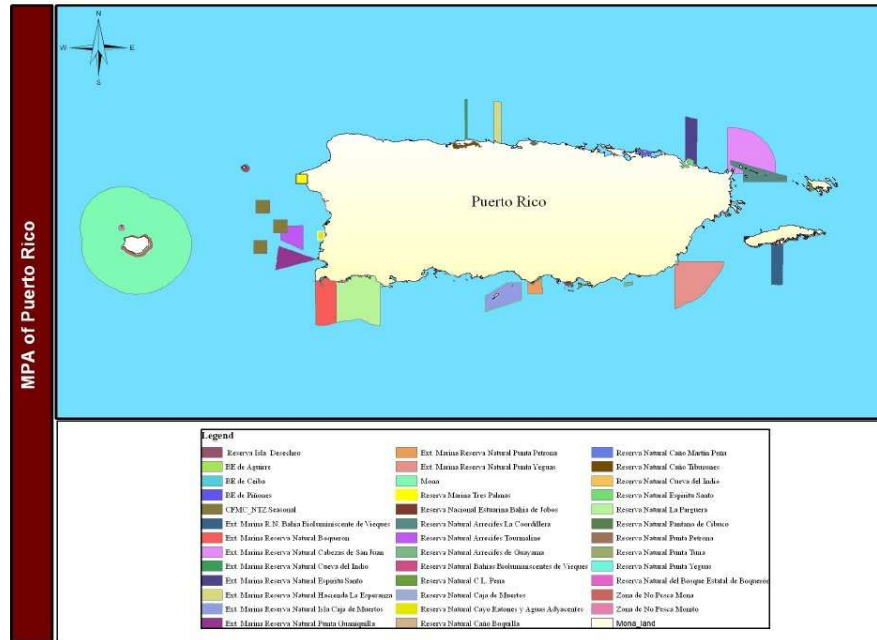 MPA of Puerto Rico
N
W
E
S
Puerto Rico
Legend
Reserva Isla Desecheo
BE de Aguirre
BE de Ceiba
BE de Piñones
CFMC_NTZ Seasonal
Ext. Marina R.N. Bahia Bioluminiscente de Vieques
Ext. Marina Reserva Natural Boqueron
Ext. Marina Reserva Natural Cabezas de San Juan
Ext. Marina Reserva Natural Cueva del Indio
Ext. Marina Reserva Natural Espiritu Santo
Ext. Marina Reserva Natural Hacienda La Esperanza
Ext. Marina Reserva Natural Isla Caja de Muertos
Ext. Marina Reserva Natural Punta Guaniquilla
Ext. Marina Reserva Natural Punta Petrona
Ext. Marina Reserva Natural Punta Yeguas
Mona
Reserva Marina Tres Palmas
Reserva Nacional Estuarina Bahia de Jobos
Reserva Natural Arrecifes La Coordillera
Reserva Natural Arrecifes Tourmaline
Reserva Natural Arrecifes de Guayama
Reserva Natural Bahias Bioluminiscentes de Vieques
Reserva Natural C.L. Pena
Reserva Natural Caja de Muertos
Reserva Natural Cayo Ratones y Aguas Adyacentes
Reserva Natural Caño Boquilla
Reserva Natural Caño Martin Pena
Reserva Natural Caño Tiburones
Reserva Natural Cueva del Indio
Reserva Natural Espiritu Santo
Reserva Natural La Parguera
Reserva Natural Pantano de Cibuco
Reserva Natural Punta Petrona
Reserva Natural Punta Tuna
Reserva Natural Punta Yeguas
Reserva Natural del Bosque Estatal de Boquerón
Zona de No Pesca Mona
Zona de No Pesca Monito
Mona_land